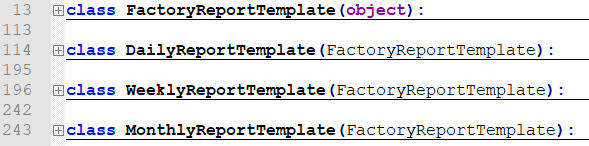 13 class FactoryReportTemplate(object):
113
114 class DailyReportTemplate(FactoryReportTemplate):
195
196 class WeeklyReportTemplate(FactoryReportTemplate):
242
243 class MonthlyReportTemplate(FactoryReportTemplate):